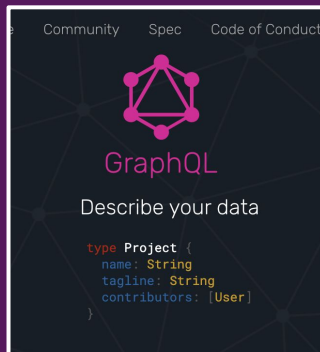 Community Spec Code of Conduct
GraphQL
Describe your data
type Project {
name: String
tagline: String
contributors: [User]
}